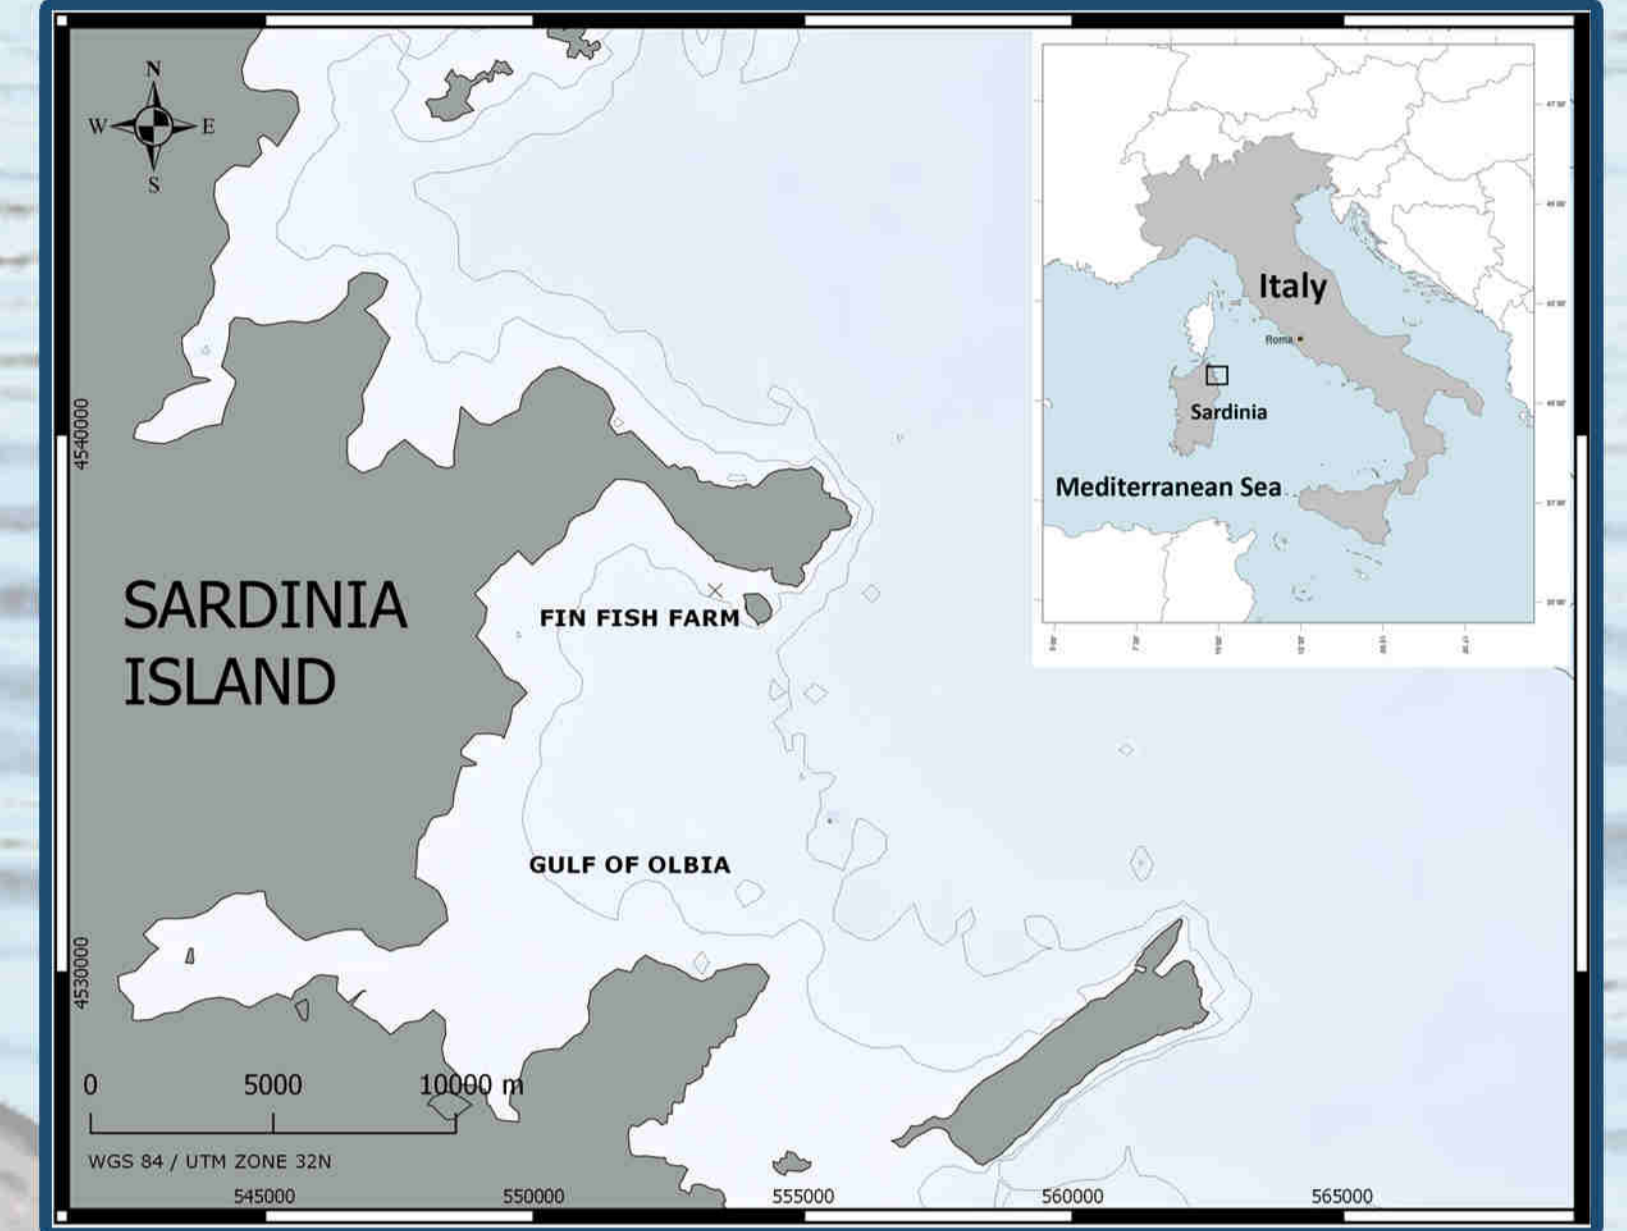 N
W E
S
Italy
Roma
Sardinia
Mediterranean Sea
4540000
SARDINIA
ISLAND
FIN FISH FARM
GULF OF OLBIA
4530000
0 5000 10000 m
WGS 84 / UTM ZONE 32N
545000 550000 555000 560000 565000